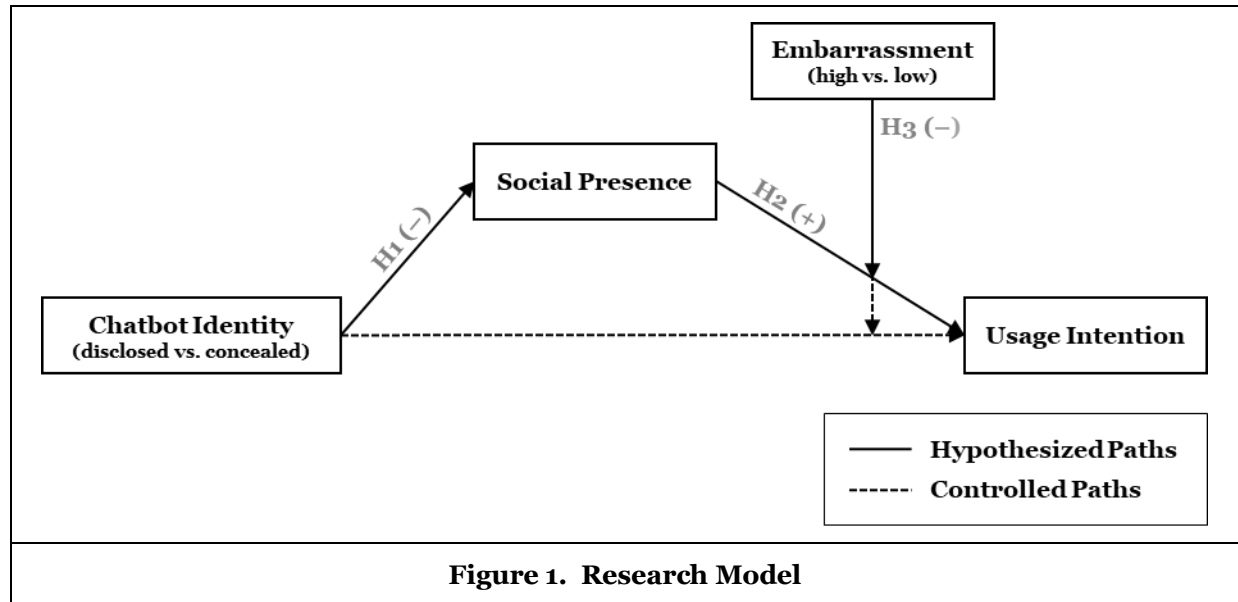 Embarrassment
(high vs. low)
H3 (–)
Social Presence
H1 (–)
H2 (+)
Chatbot Identity
(disclosed vs. concealed)
Usage Intention
Hypothesized Paths
Controlled Paths
Figure 1. Research Model